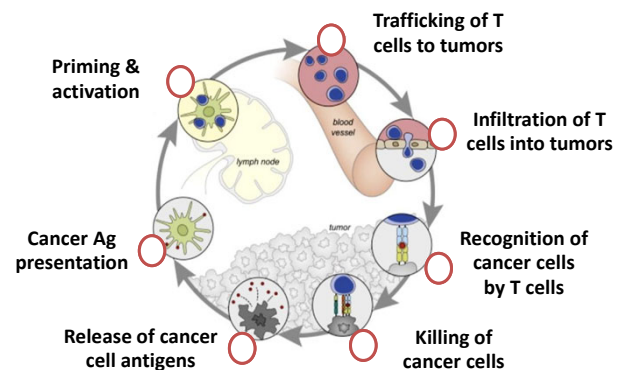 Trafficking of T
cells to tumors
Priming &
activation
blood
vessel
Infiltration of T
cells into tumors
lymph node
tumor
Cancer Ag
presentation
Recognition of
cancer cells
by T cells
Release of cancer
cell antigens
Killing of
cancer cells